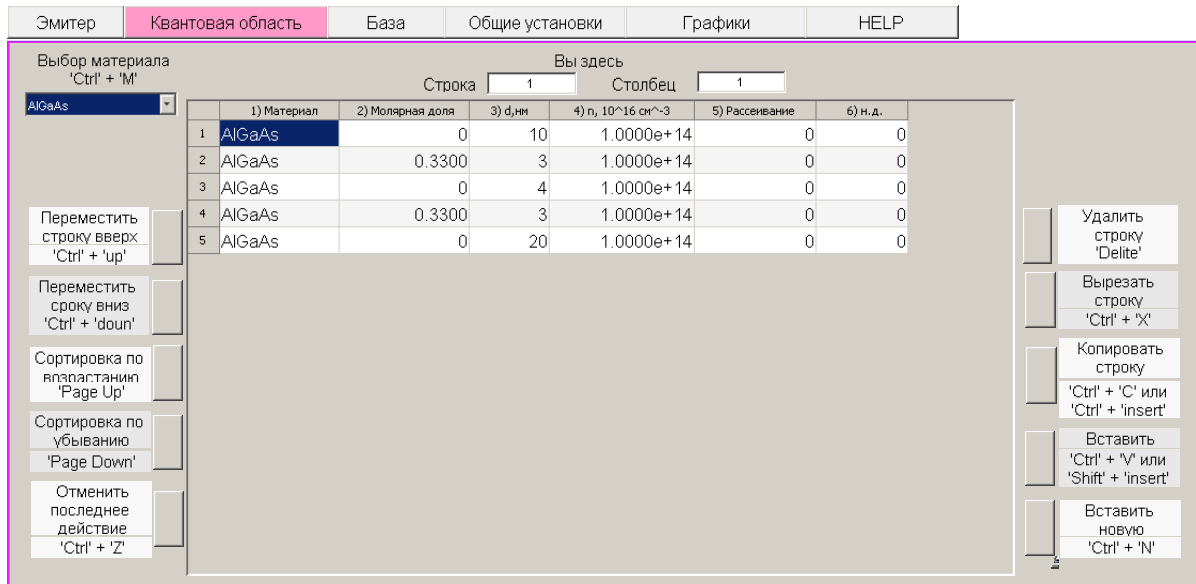 Эмитер Квантовая область База Общие установки Графики HELP
Выбор материала
'Ctrl' + 'M'
AlGaAs
Вы здесь
Строка 1 Столбец 1
1) Материал 2) Молярная доля 3) d,нм 4) n, 10^16 см^-3 5) Рассеивание 6) н.д.
1 AlGaAs 0 10 1.0000e+14 0 0
2 AlGaAs 0.3300 3 1.0000e+14 0 0
3 AlGaAs 0 4 1.0000e+14 0 0
4 AlGaAs 0.3300 3 1.0000e+14 0 0
5 AlGaAs 0 20 1.0000e+14 0 0
Переместить
строку вверх
'Ctrl' + 'up'
Переместить
сроку вниз
'Ctrl' + 'doun'
Сортировка по
возрастанию
'Page Up'
Сортировка по
убыванию
'Page Down'
Отменить
последнее
действие
'Ctrl' + 'Z'
Удалить
строку
'Delite'
Вырезать
строку
'Ctrl' + 'X'
Копировать
строку
'Ctrl' + 'C' или
'Ctrl' + 'insert'
Вставить
'Ctrl' + 'V' или
'Shift' + 'insert'
Вставить
новую
'Ctrl' + 'N'